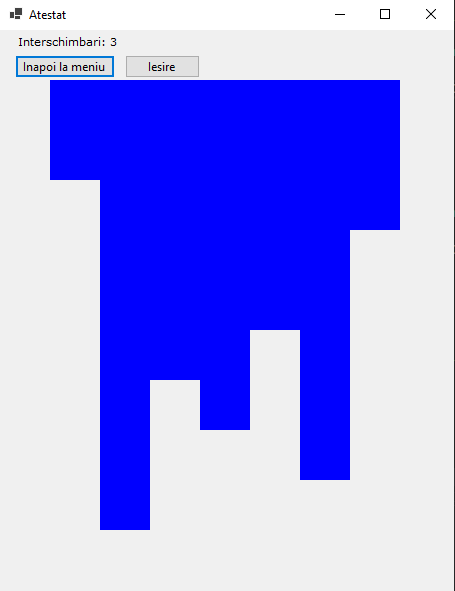 Atestat
Interschimbari: 3
Inapoi la meniu Iesire